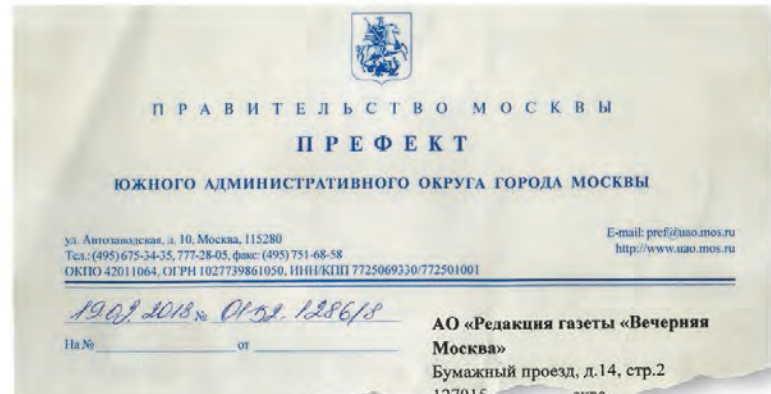 ПРАВИТЕЛЬСТВО МОСКВЫ
ПРЕФЕКТ
ЮЖНОГО АДМИНИСТРАТИВНОГО ОКРУГА ГОРОДА МОСКВЫ
ул. Автозаводская, д. 10, Москва, 115280
Тел.: (495) 675-34-35, 777-28-05, факс: (495) 751-68-58
ОКПО 42011064, ОГРН 1027739861050, ИНН/КПП 7725069330/772501001
E-mail: pref@uao.mos.ru
http://www.uao.mos.ru
19.02.2018 № 01-52-1286/8
На № от
АО «Редакция газеты «Вечерняя
Москва»
Бумажный проезд, д.14, стр.2